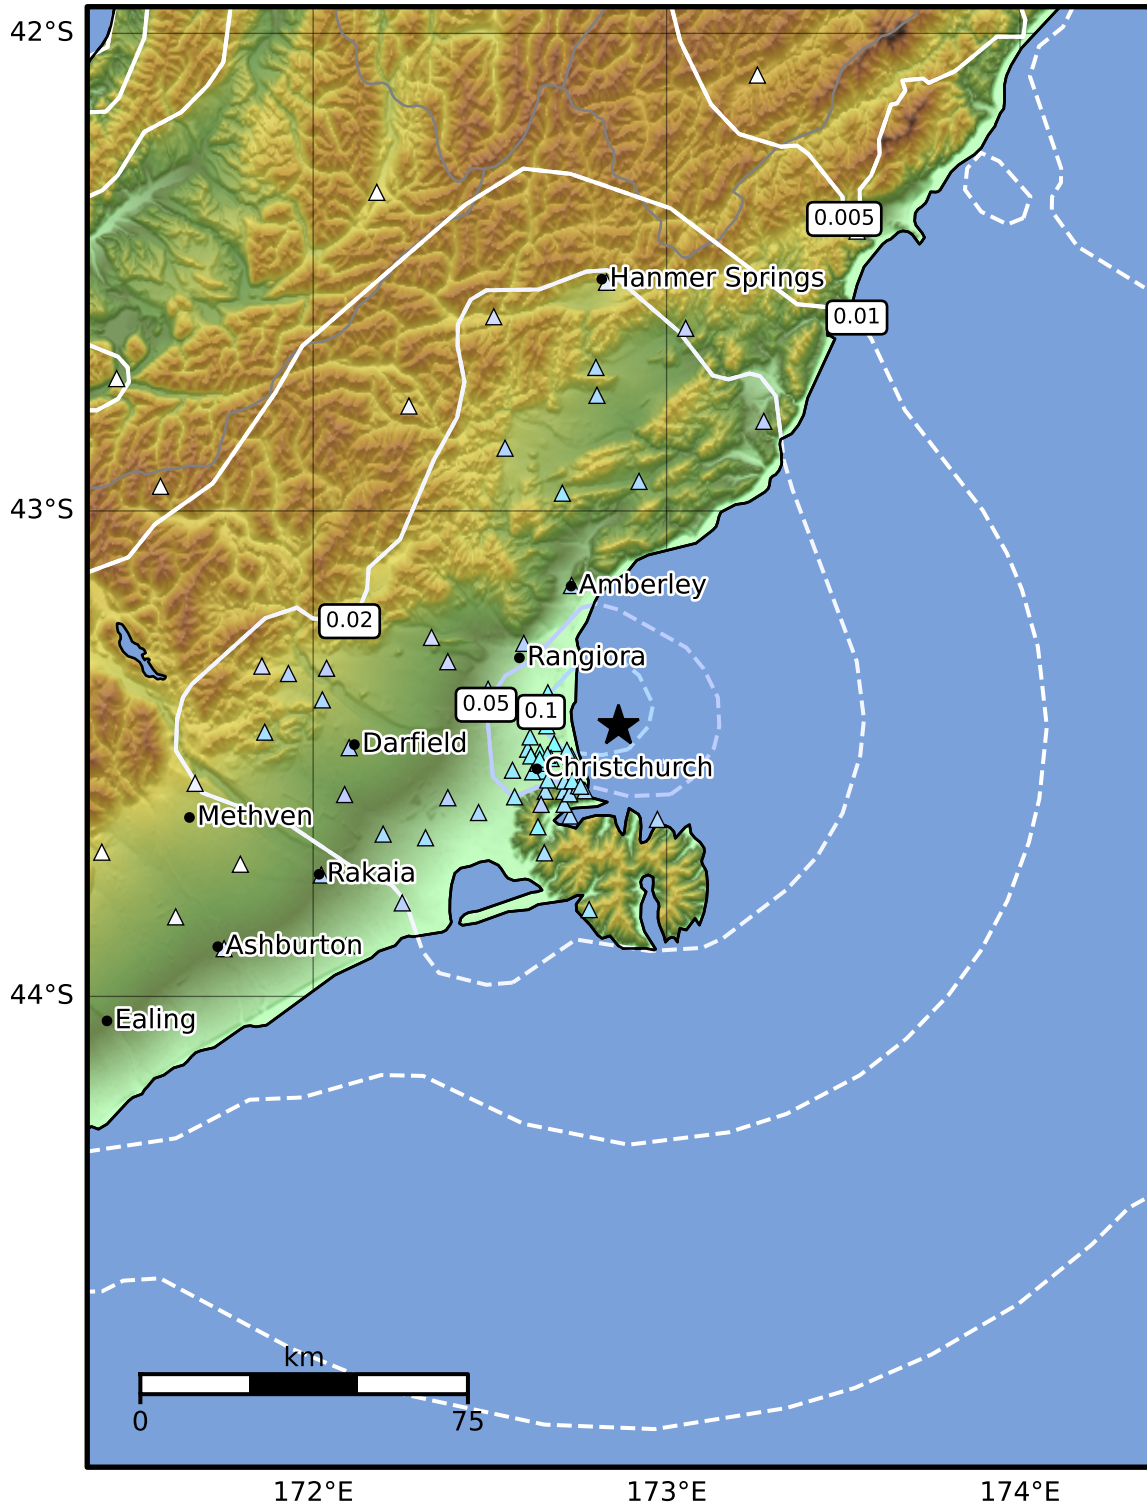 42°S
0.005
Hanmer Springs
0.01
43°S
Amberley
0.02
Rangiora
0.05
0.1
Darfield
Christchurch
Methven
Rakaia
Ashburton
44°S
Ealing
km
0
75
172°E
173°E
174°E